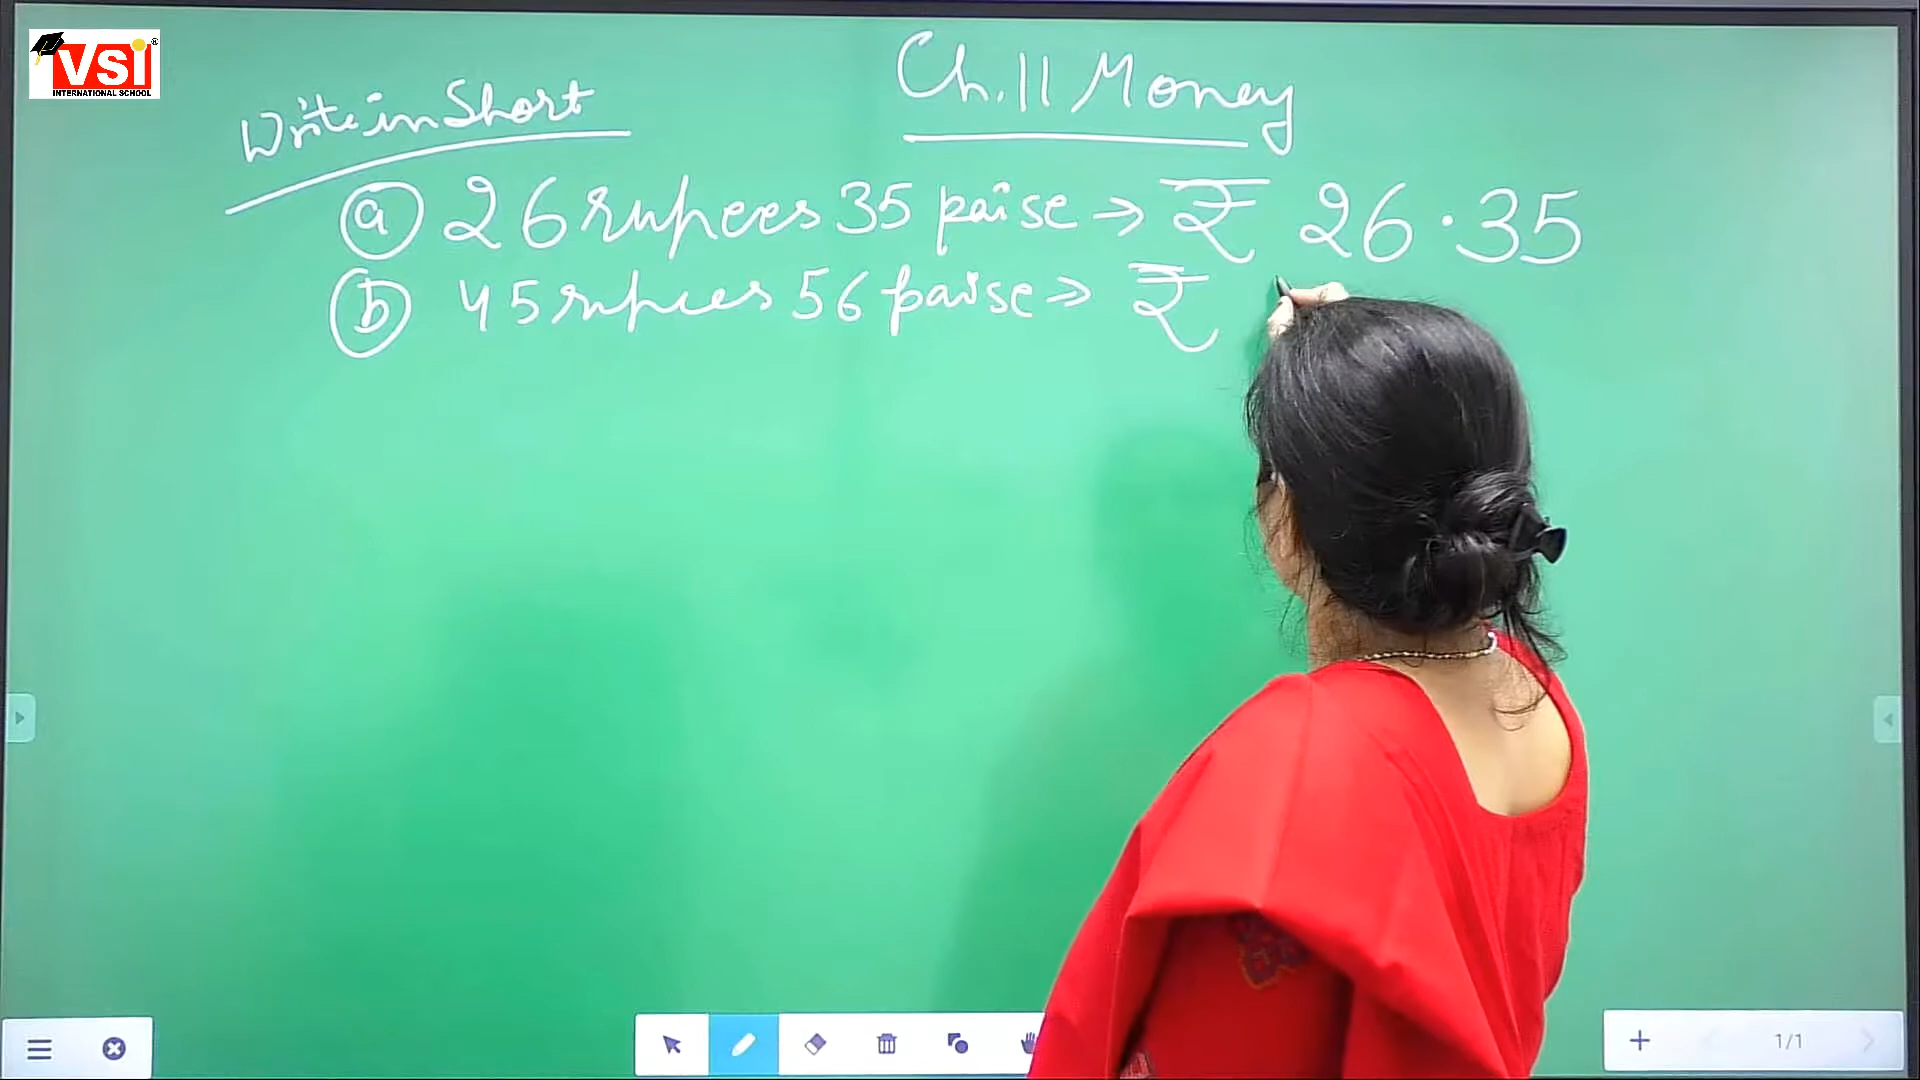 VSI
INTERNATIONAL SCHOOL
Ch. 11 Money
Write in Short
(a) 26 rupees 35 paise → ₹ 26.35
(b) 45 rupees 56 paise → ₹
1/1